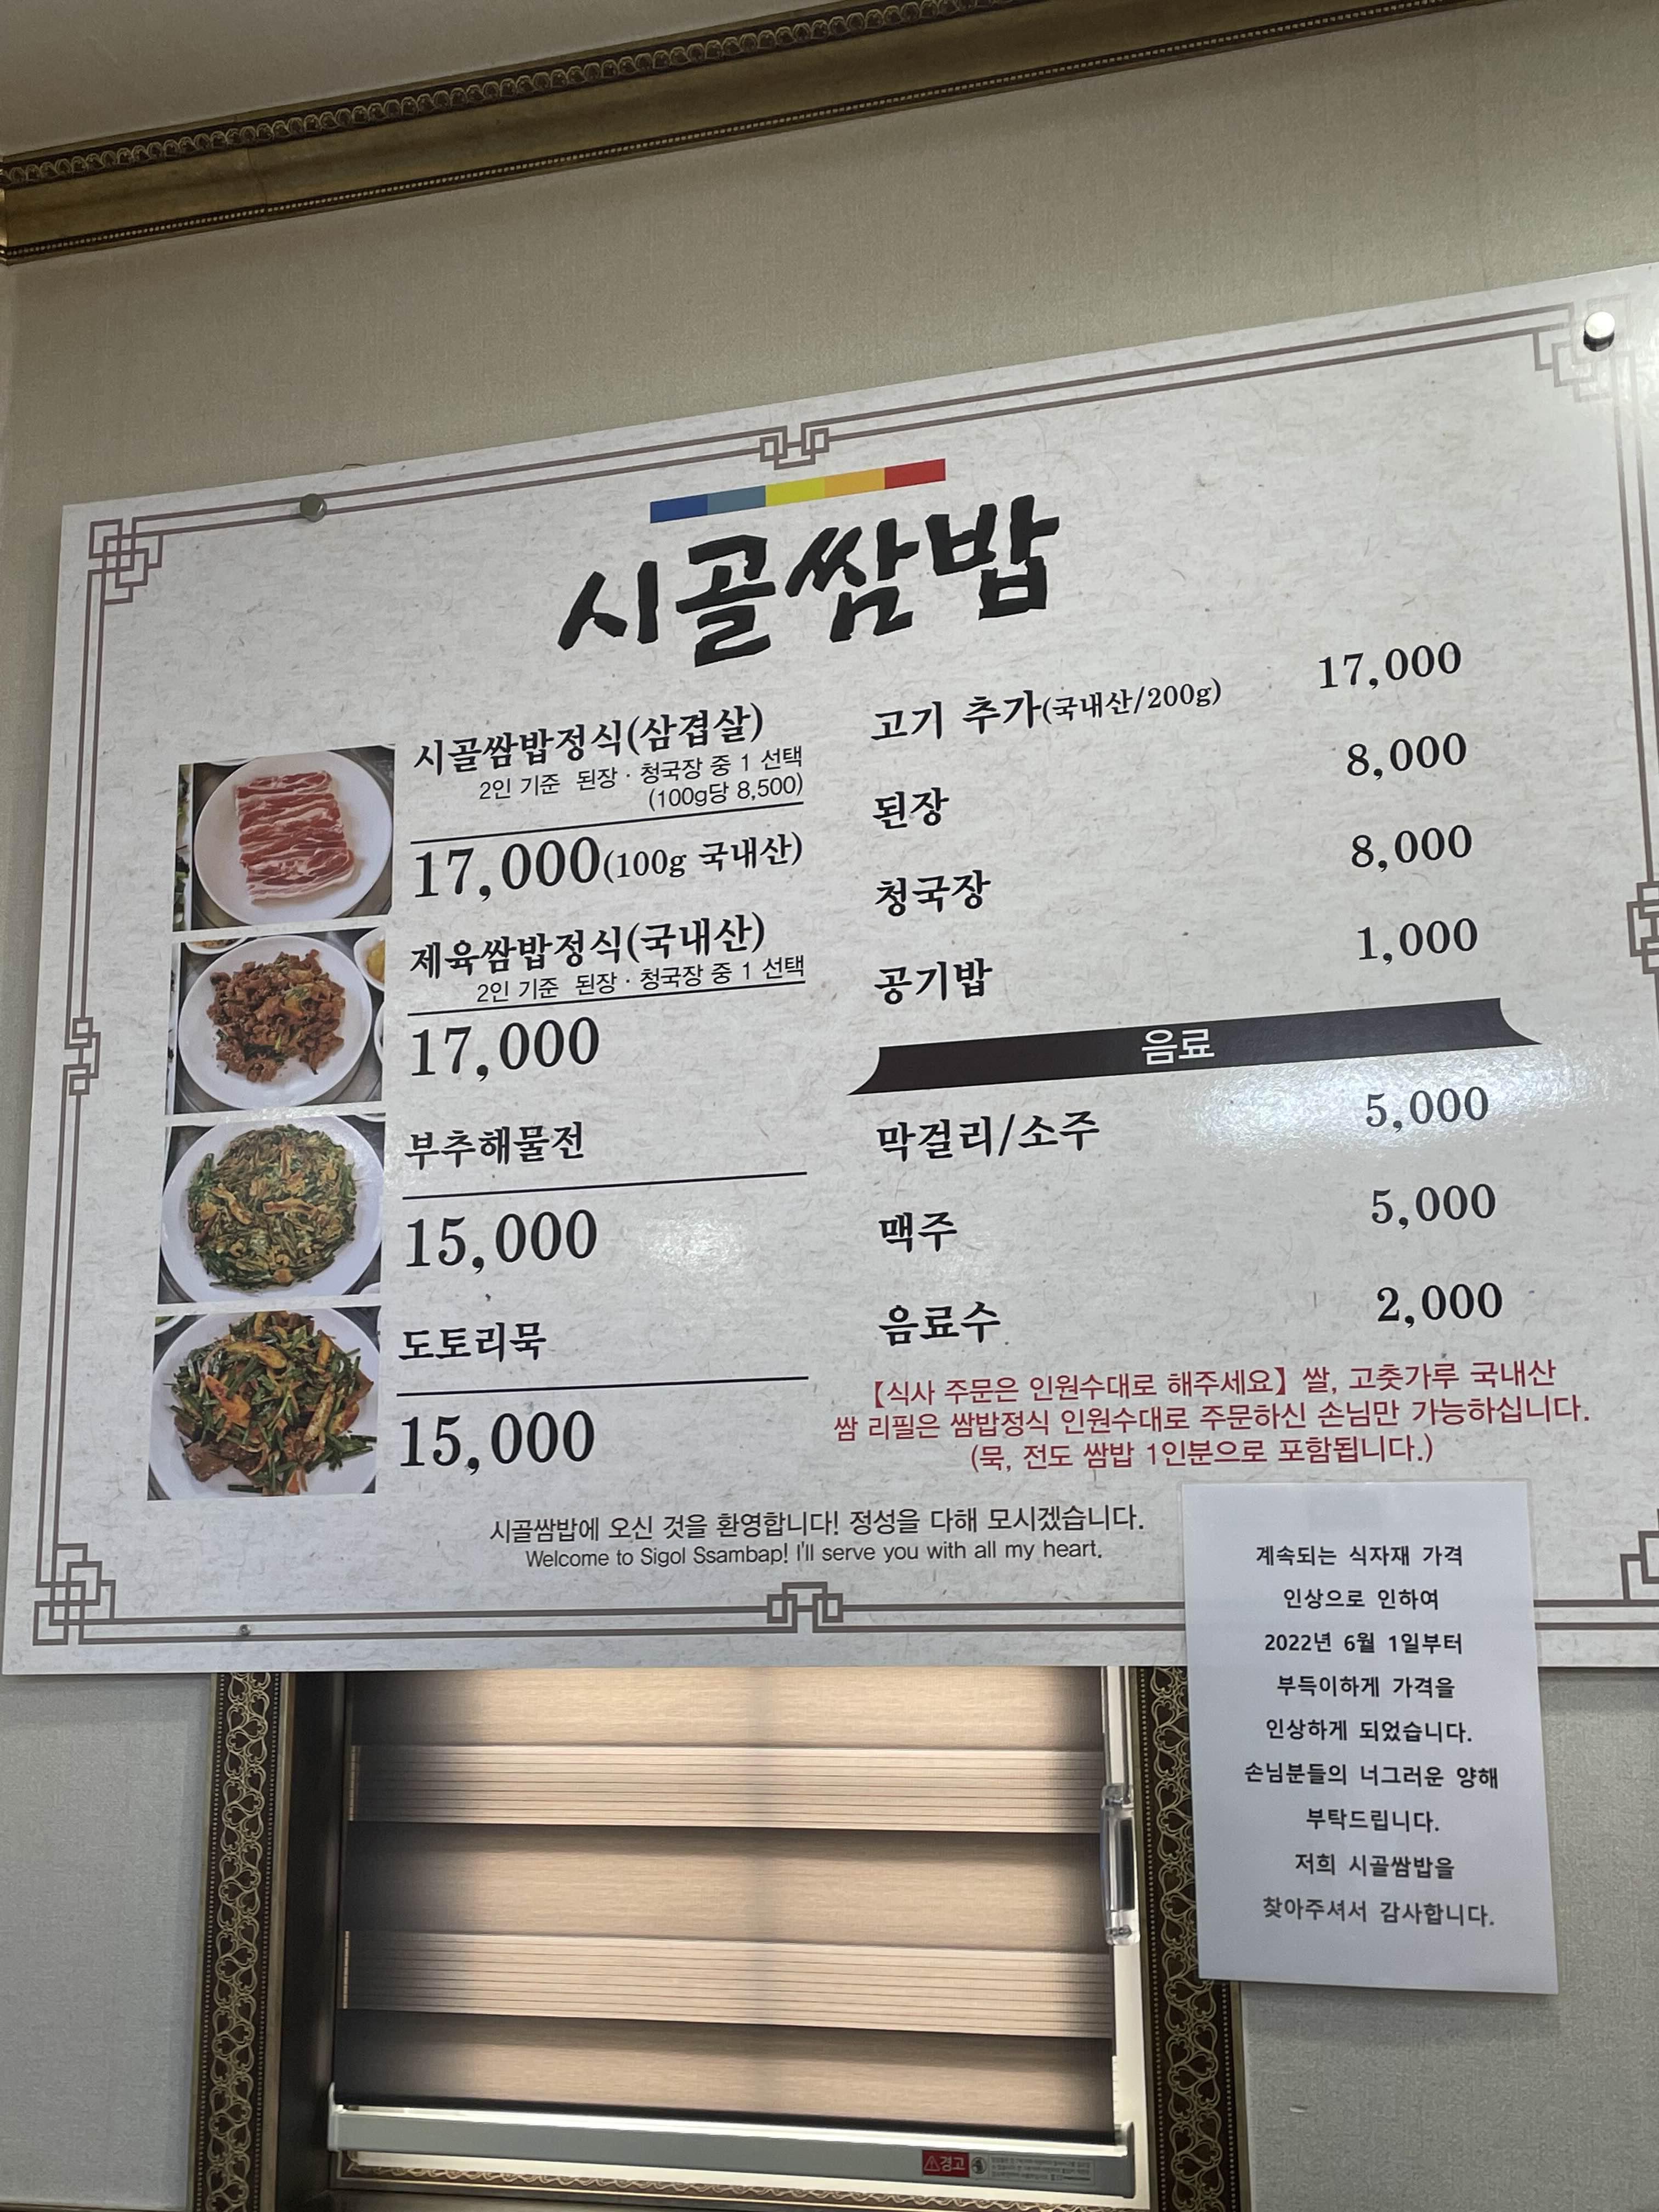 시골쌈밥
시골쌈밥정식(삼겹살)
2인 기준 된장·청국장 중 1 선택
(100g당 8,500)
17,000(100g 국내산)
제육쌈밥정식(국내산)
2인 기준 된장·청국장 중 1 선택
17,000
부추해물전
15,000
도토리묵
15,000
고기 추가(국내산/200g) 17,000
된장 8,000
청국장 8,000
공기밥 1,000
음료
막걸리/소주 5,000
맥주 5,000
음료수 2,000
【식사 주문은 인원수대로 해주세요】 쌀, 고춧가루 국내산
쌈 리필은 쌈밥정식 인원수대로 주문하신 손님만 가능하십니다.
(묵, 전도 쌈밥 1인분으로 포함됩니다.)
시골쌈밥에 오신 것을 환영합니다! 정성을 다해 모시겠습니다.
Welcome to Sigol Ssambap! I'll serve you with all my heart.
계속되는 식자재 가격
인상으로 인하여
2022년 6월 1일부터
부득이하게 가격을
인상하게 되었습니다.
손님분들의 너그러운 양해
부탁드립니다.
저희 시골쌈밥을
찾아주셔서 감사합니다.
경고